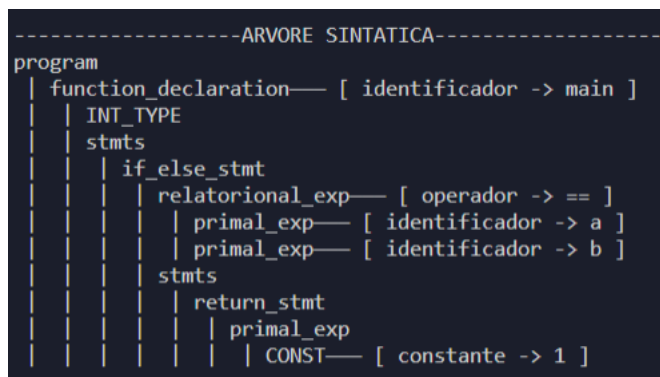 -------------------ARVORE SINTATICA-------------------
program
| function_declaration—— [ identificador -> main ]
| | INT_TYPE
| | stmts
| | | if_else_stmt
| | | | relatorional_exp—— [ operador -> == ]
| | | | | primal_exp—— [ identificador -> a ]
| | | | | primal_exp—— [ identificador -> b ]
| | | | stmts
| | | | | return_stmt
| | | | | | primal_exp
| | | | | | | CONST—— [ constante -> 1 ]